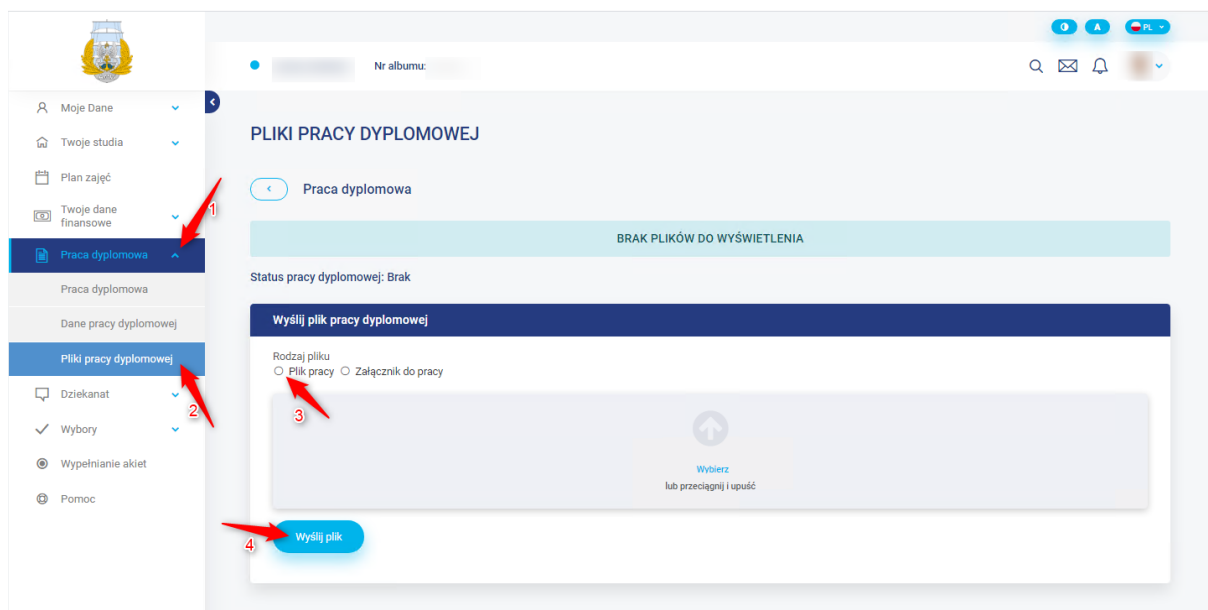 A
PL
Nr albumu:
Moje Dane
Twoje studia
Plan zajęć
Twoje dane
finansowe
1
Praca dyplomowa
Praca dyplomowa
Dane pracy dyplomowej
Pliki pracy dyplomowej
2
Dziekanat
Wybory
Wypełnianie akiet
Pomoc
PLIKI PRACY DYPLOMOWEJ
Praca dyplomowa
BRAK PLIKÓW DO WYŚWIETLENIA
Status pracy dyplomowej: Brak
Wyślij plik pracy dyplomowej
Rodzaj pliku
Plik pracy Załącznik do pracy
3
Wybierz
lub przeciągnij i upuść
4
Wyślij plik